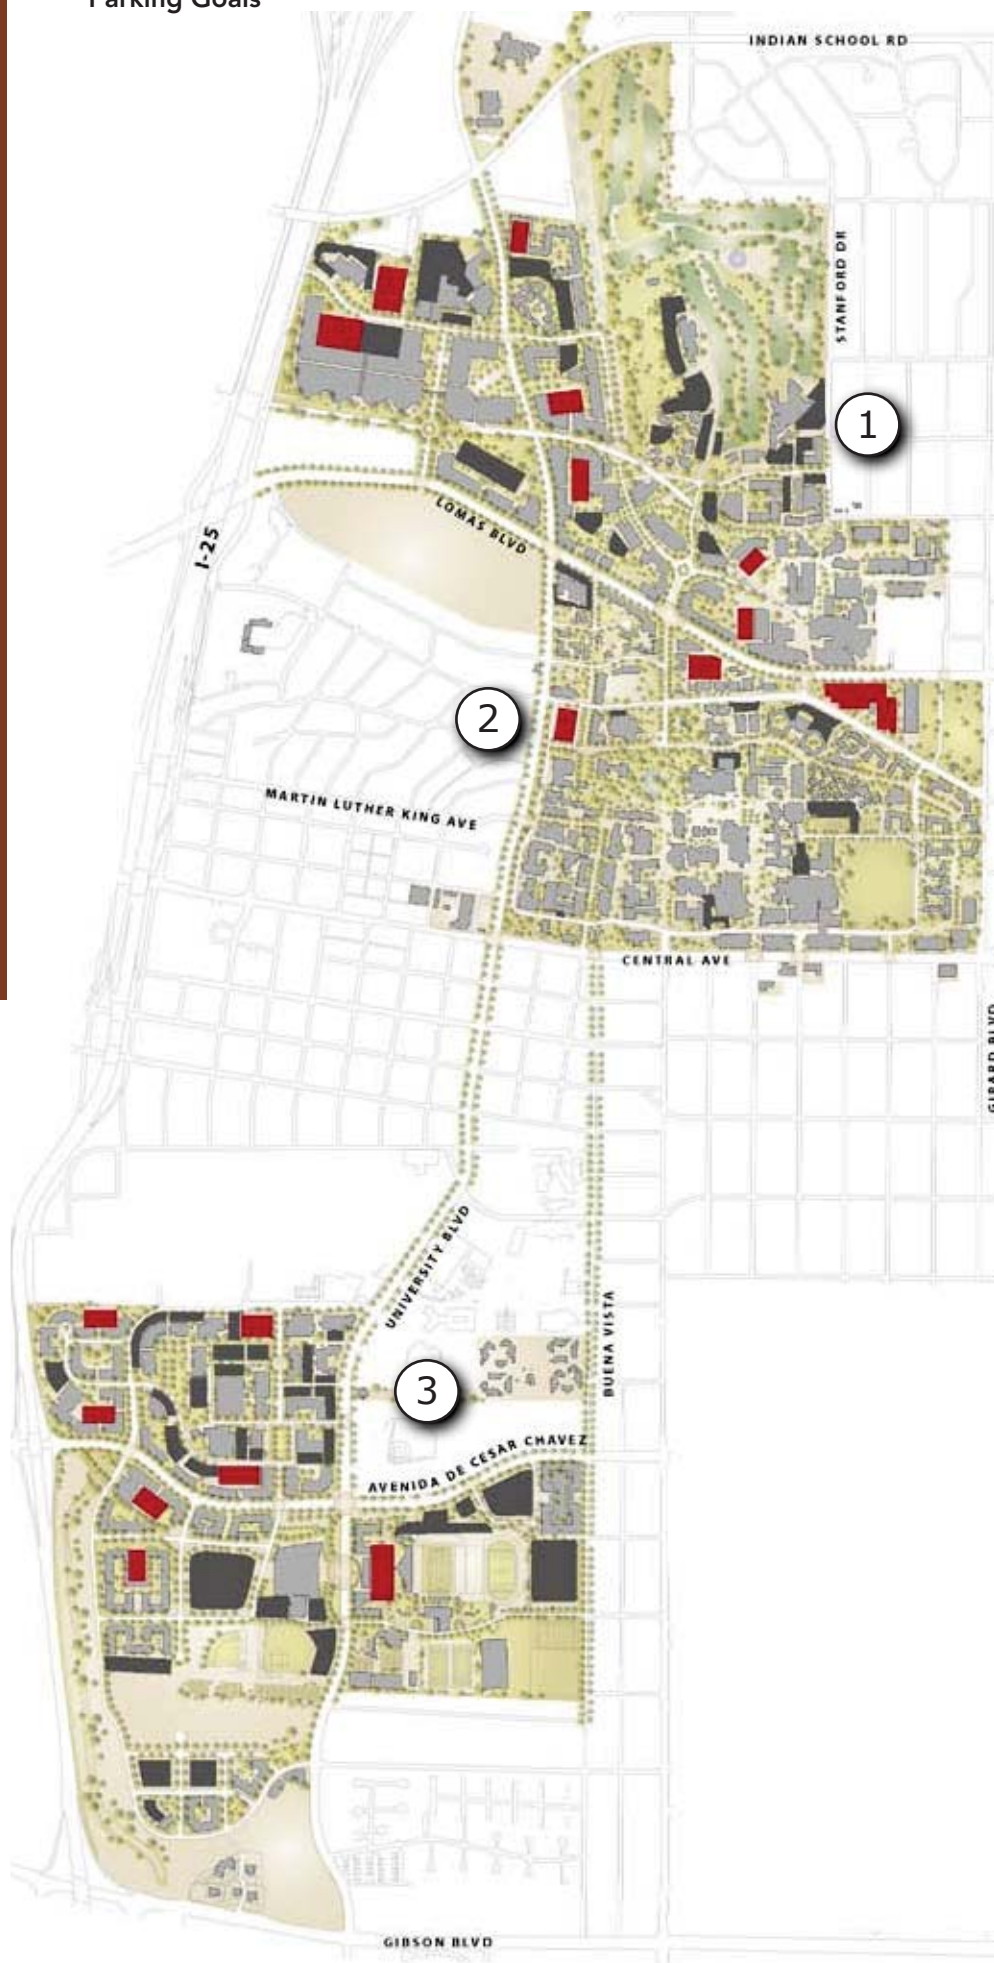 Parking Goals
INDIAN SCHOOL RD
STANFORD DR
1
LOMAS BLVD
I-25
2
MARTIN LUTHER KING AVE
CENTRAL AVE
GIRARD BLVD
UNIVERSITY BLVD
BUENA VISTA
3
AVENIDA DE CESAR CHAVEZ
GIBSON BLVD